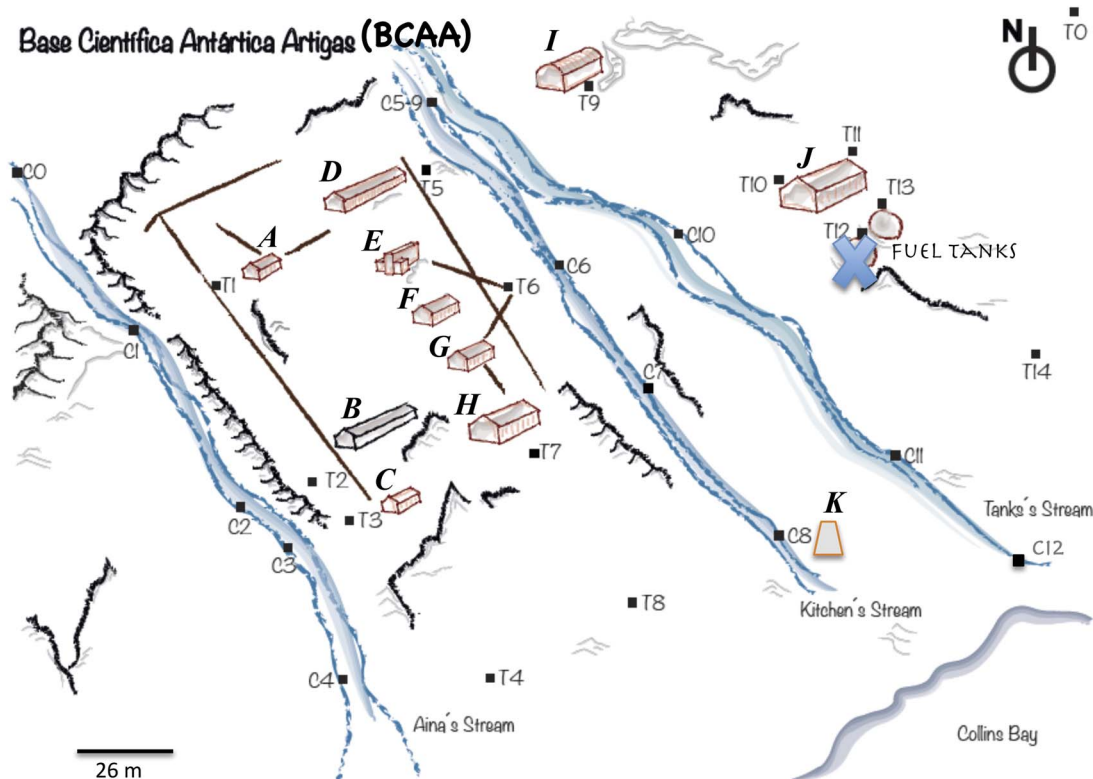 Base Científica Antártica Artigas (BCAA)
N
T0
I
T9
C5-9
C0
D
T5
T11
J
T10
T13
T12
FUEL TANKS
C10
A
E
T1
C6
T6
F
C1
G
T14
C7
B
H
T7
C11
T2
C
T3
C2
K
Tanks´s Stream
C3
C8
C12
T8
Kitchen´s Stream
C4
T4
Aina´s Stream
Collins Bay
26 m